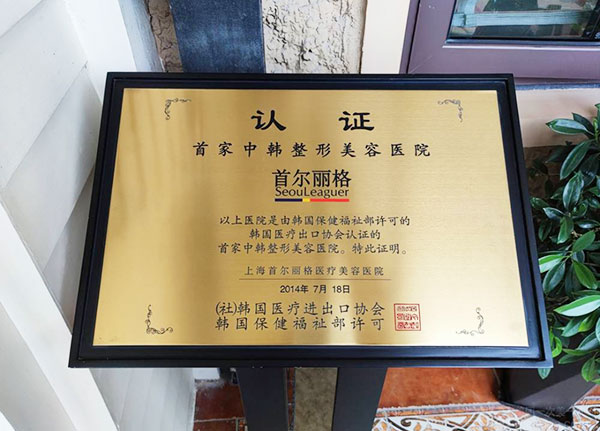 认 证
首家中韩整形美容医院
首尔丽格
SeouLeaguer
以上医院是由韩国保健福祉部许可的
韩国医疗出口协会认证的
首家中韩整形美容医院。特此证明。
上海首尔丽格医疗美容医院
2014年 7月 18日
(社)韩国医疗进出口协会
韩国保健福祉部许可